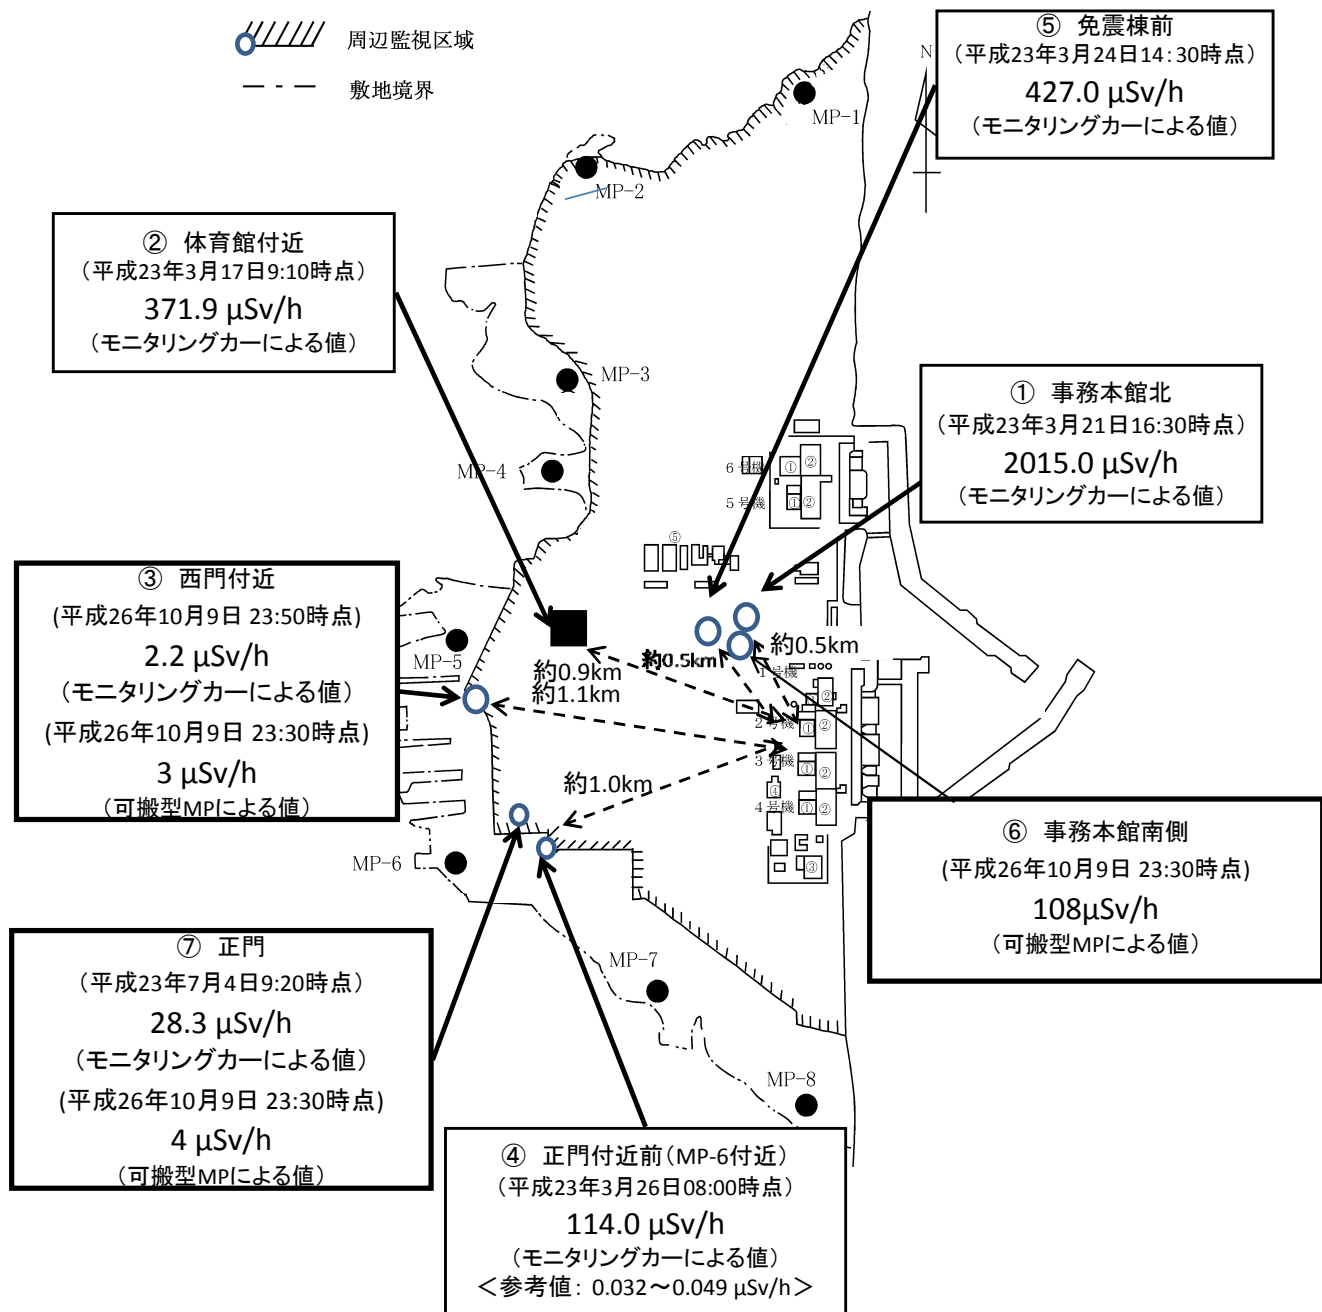 周辺監視区域
敷地境界
⑤ 免震棟前
(平成23年3月24日14:30時点)
427.0 μSv/h
(モニタリングカーによる値)
N
MP-1
MP-2
② 体育館付近
(平成23年3月17日9:10時点)
371.9 μSv/h
(モニタリングカーによる値)
MP-3
MP-4
① 事務本館北
(平成23年3月21日16:30時点)
2015.0 μSv/h
(モニタリングカーによる値)
6号機
①
②
5号機
①
②
⑤
③ 西門付近
(平成26年10月9日 23:50時点)
2.2 μSv/h
(モニタリングカーによる値)
(平成26年10月9日 23:30時点)
3 μSv/h
(可搬型MPによる値)
MP-5
約0.9km
約1.1km
約0.5km
約0.5km
1号機
②
2号機
①
②
3号機
①
②
④
4号機
①
②
③
約1.0km
MP-6
⑥ 事務本館南側
(平成26年10月9日 23:30時点)
108μSv/h
(可搬型MPによる値)
⑦ 正門
(平成23年7月4日9:20時点)
28.3 μSv/h
(モニタリングカーによる値)
(平成26年10月9日 23:30時点)
4 μSv/h
(可搬型MPによる値)
MP-7
MP-8
④ 正門付近前(MP-6付近)
(平成23年3月26日08:00時点)
114.0 μSv/h
(モニタリングカーによる値)
<参考値: 0.032～0.049 μSv/h>